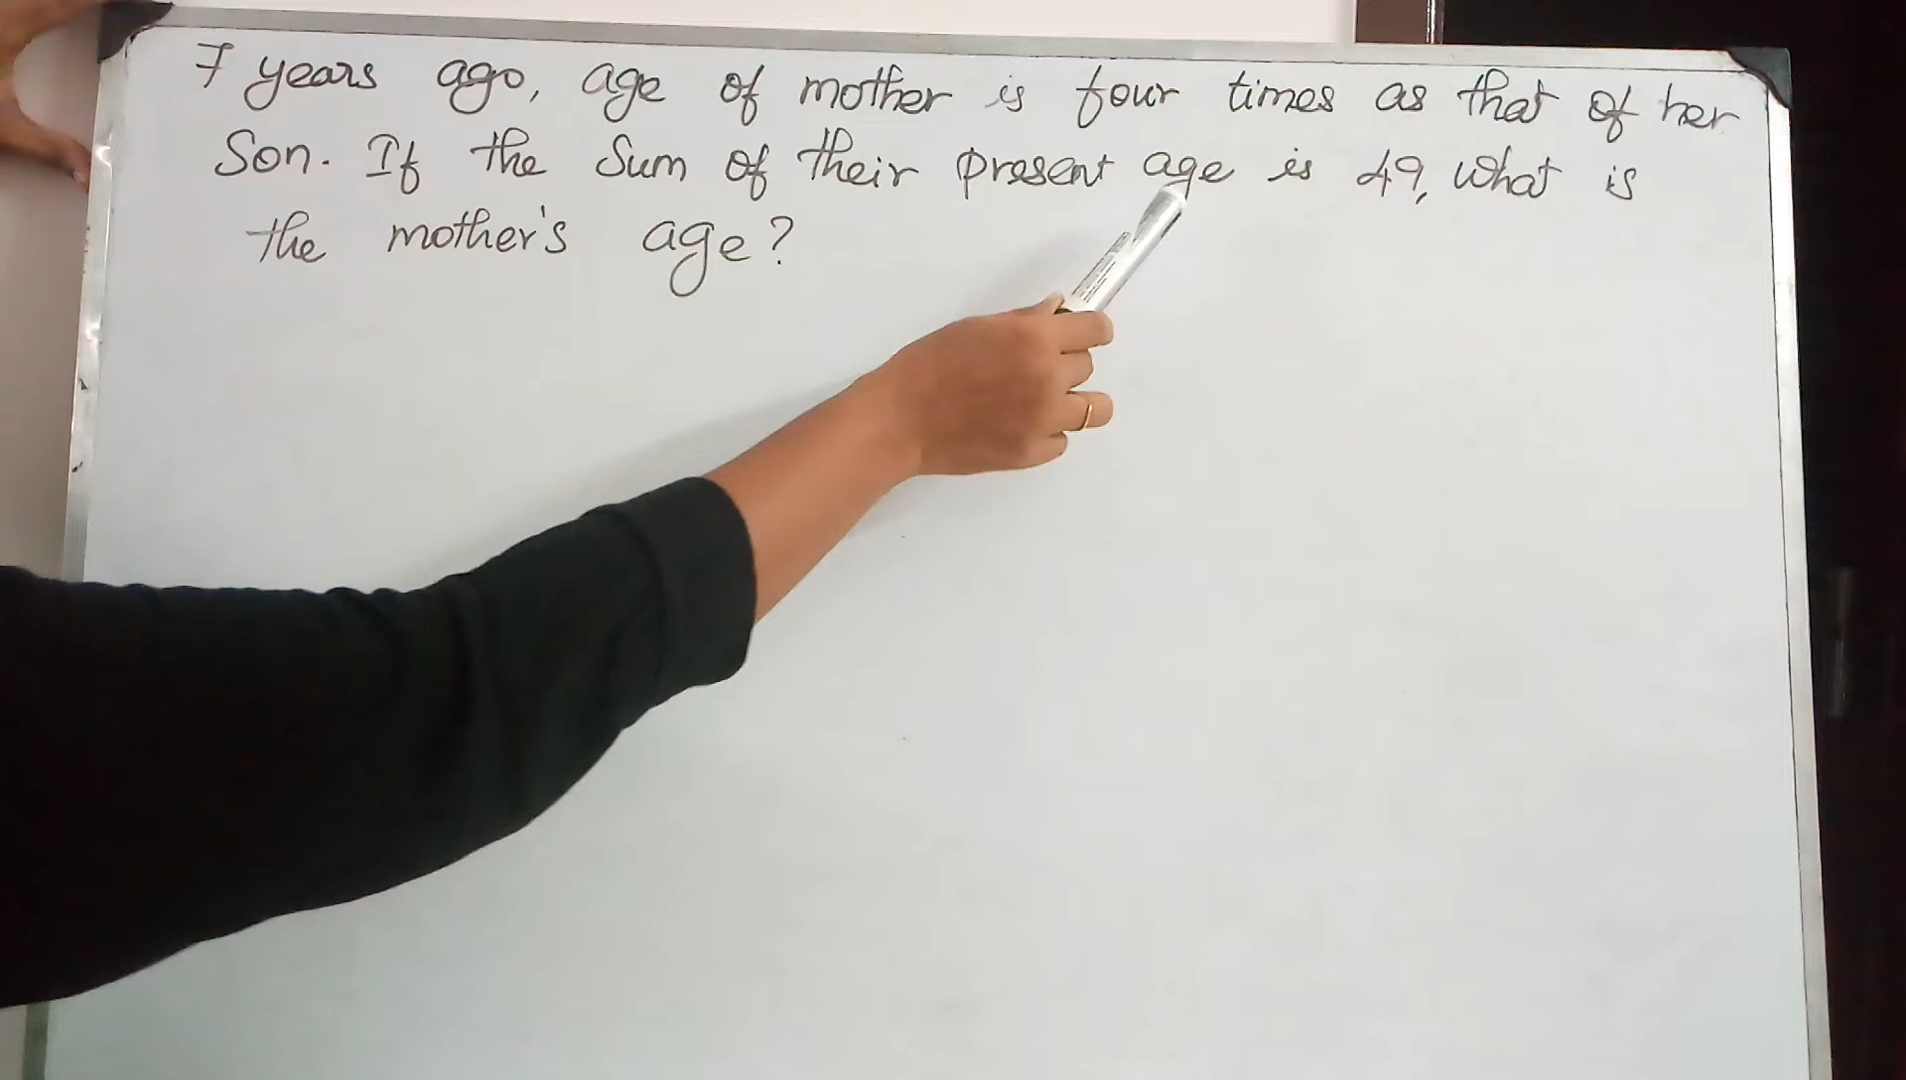 7 years ago, age of mother is four times as that of her
Son. If the Sum of their present age is 49, what is
the mother's age?